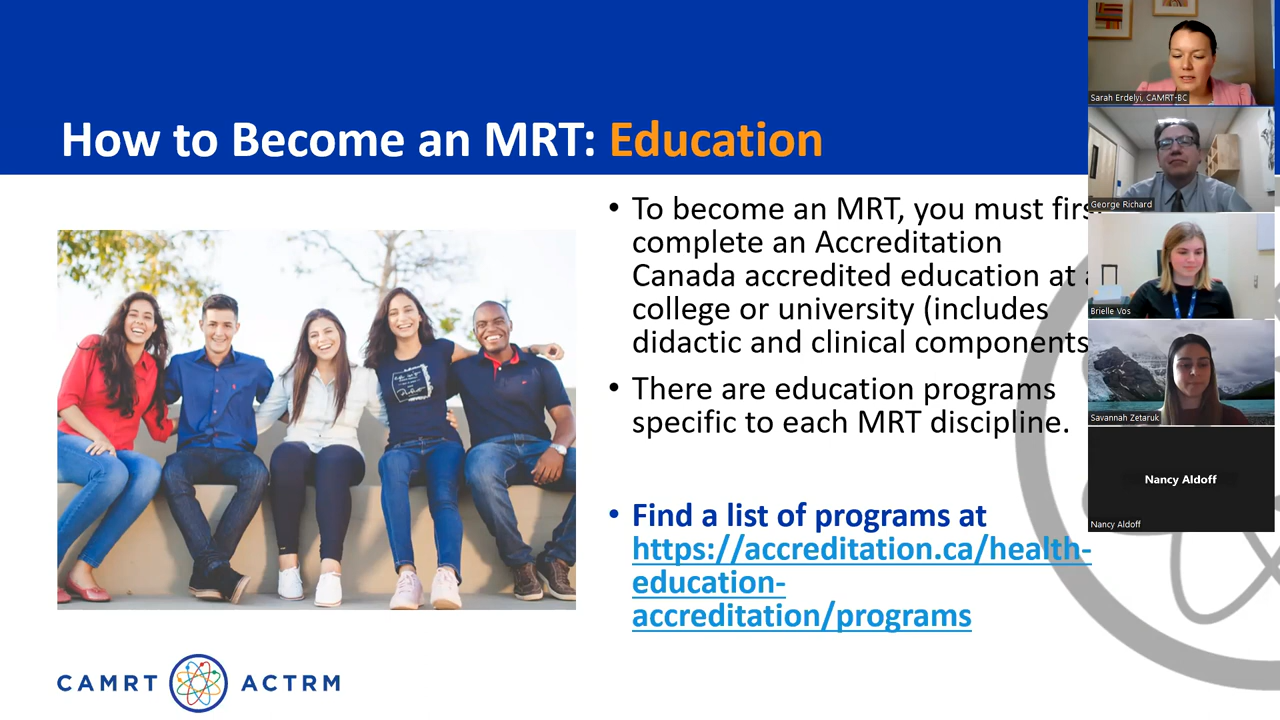 How to Become an MRT: Education
• To become an MRT, you must first
complete an Accreditation
Canada accredited education at a
college or university (includes
didactic and clinical components
• There are education programs
specific to each MRT discipline.
• Find a list of programs at
https://accreditation.ca/health-
education-
accreditation/programs
CAMRT ACTRM
Sarah Erdelyi, CAMRT-BC
George Richard
Brielle Vos
Savannah Zetaruk
Nancy Aldoff
Nancy Aldoff